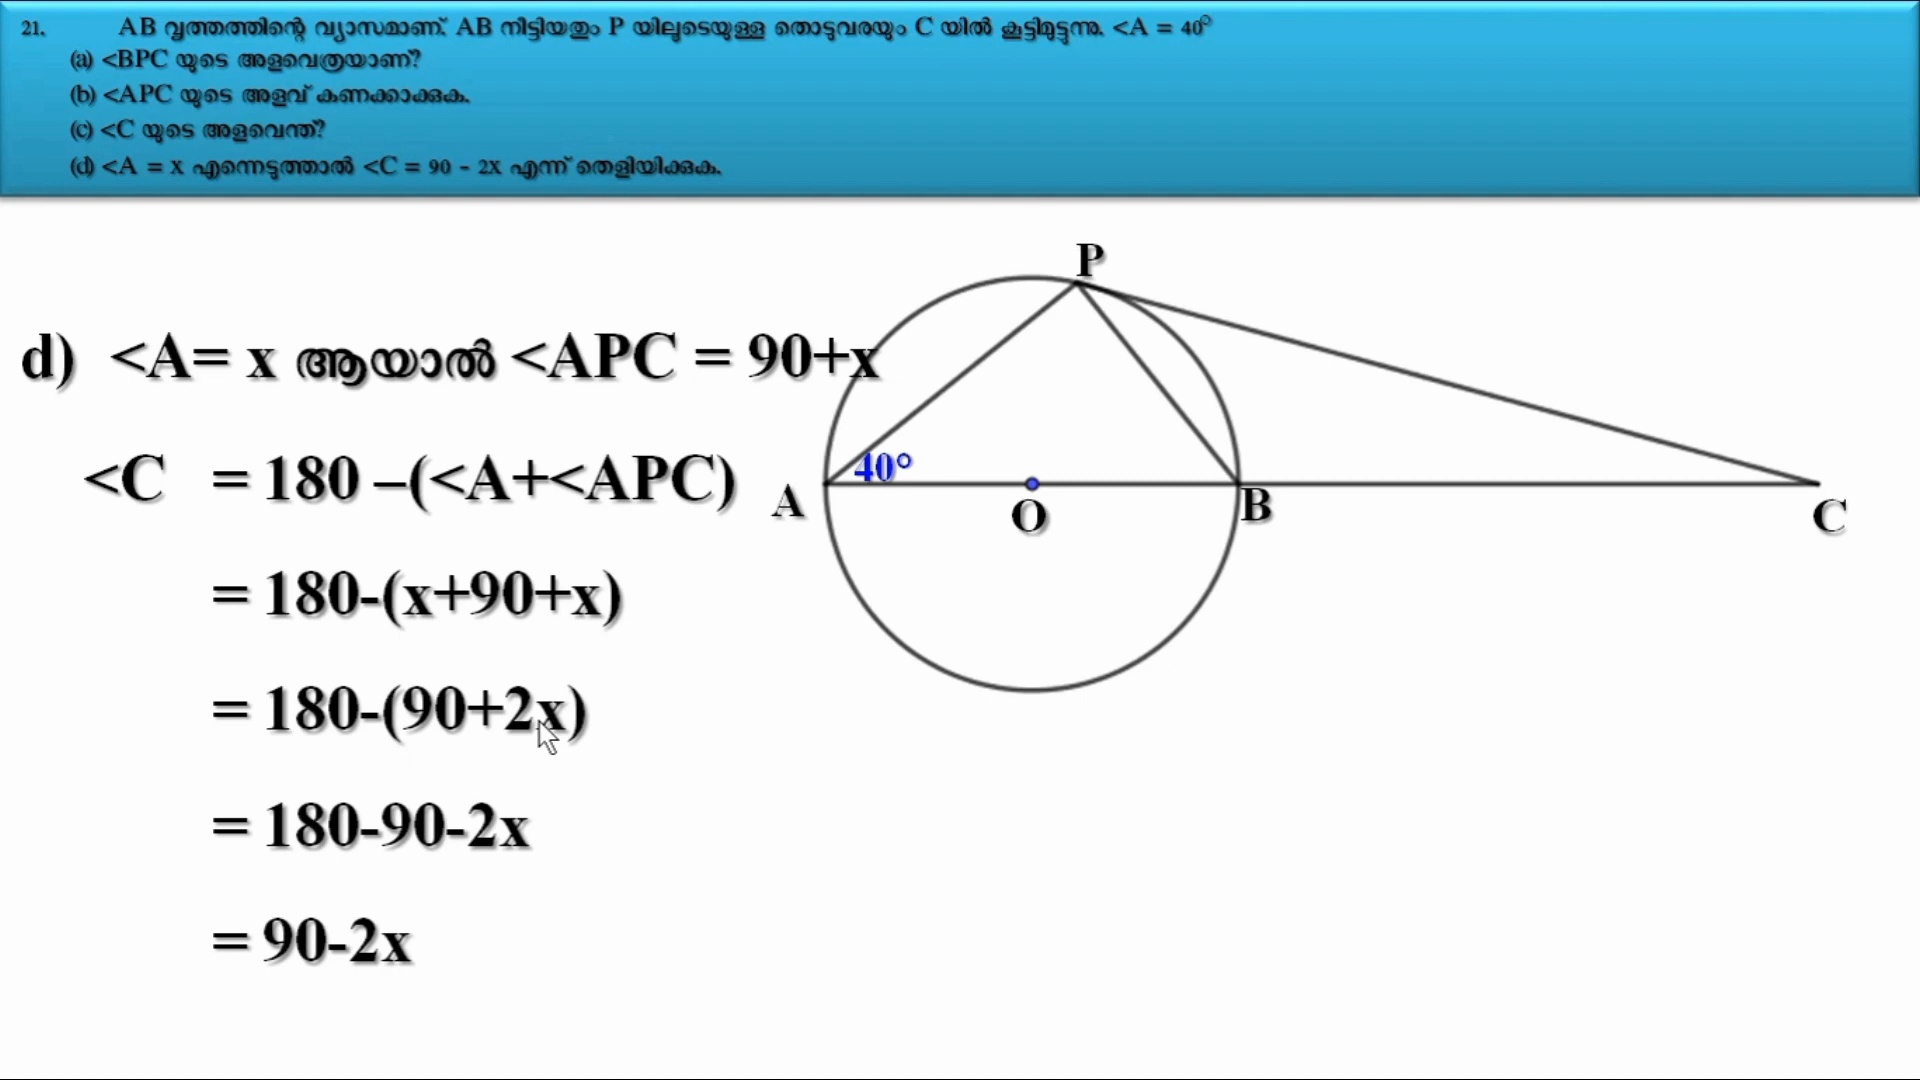 21. AB വൃത്തത്തിന്റെ വ്യാസമാണ്. AB നീട്ടിയതും P യിലൂടെയുള്ള തൊടുവരയും C യിൽ കൂട്ടിമുട്ടുന്നു. <A = 40°
(a) <BPC യുടെ അളവെത്രയാണ്?
(b) <APC യുടെ അളവ് കണക്കാക്കുക.
(c) <C യുടെ അളവെന്ത്?
(d) <A = x എന്നെടുത്താൽ <C = 90 - 2x എന്ന് തെളിയിക്കുക.
P
d) <A= x ആയാൽ <APC = 90+x
<C = 180 –(<A+<APC)
40°
A
O
B
C
= 180-(x+90+x)
= 180-(90+2x)
= 180-90-2x
= 90-2x